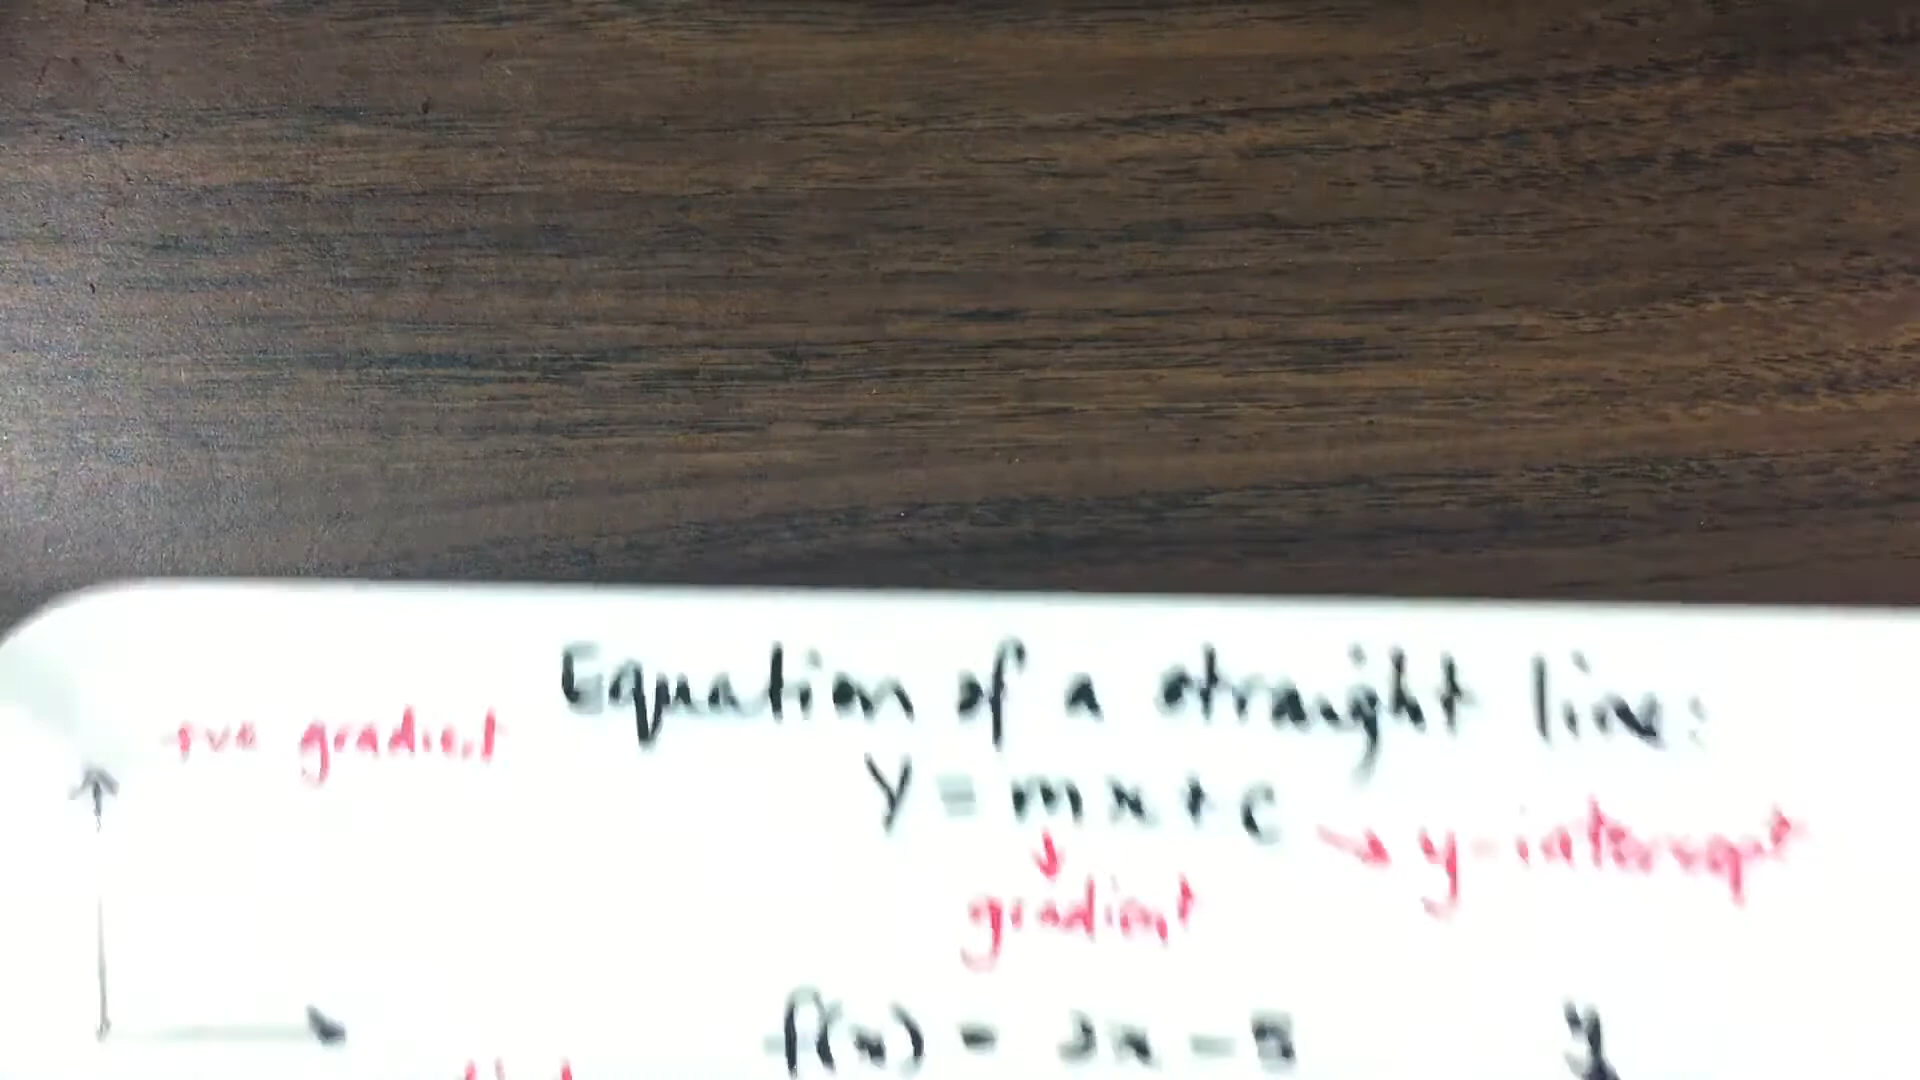 Equation of a straight line:
+ve gradient
y = mx + c
→ y-intercept
↓
gradient
f(x) = 2x - 5
y